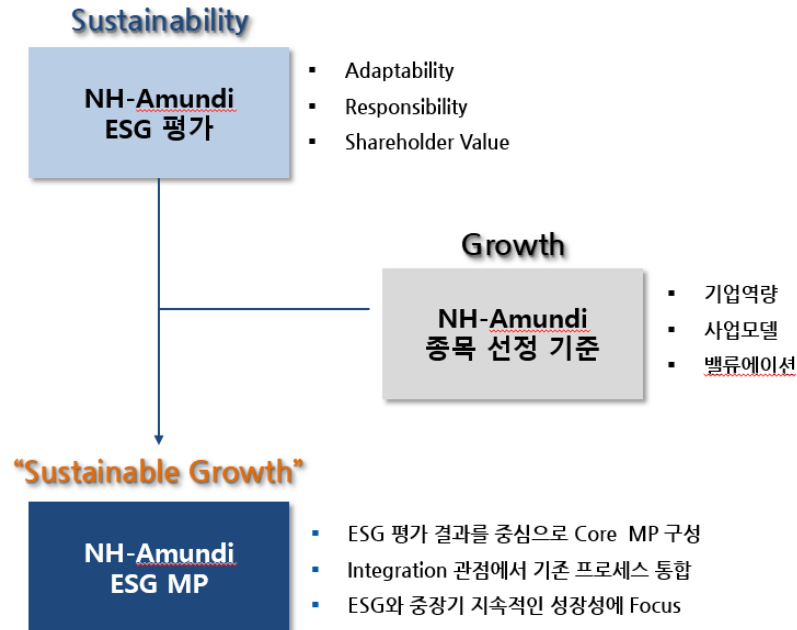 Sustainability
NH-Amundi
ESG 평가
▪ Adaptability
▪ Responsibility
▪ Shareholder Value
Growth
NH-Amundi
종목 선정 기준
▪ 기업역량
▪ 사업모델
▪ 밸류에이션
“Sustainable Growth”
NH-Amundi
ESG MP
▪ ESG 평가 결과를 중심으로 Core MP 구성
▪ Integration 관점에서 기존 프로세스 통합
▪ ESG와 중장기 지속적인 성장성에 Focus